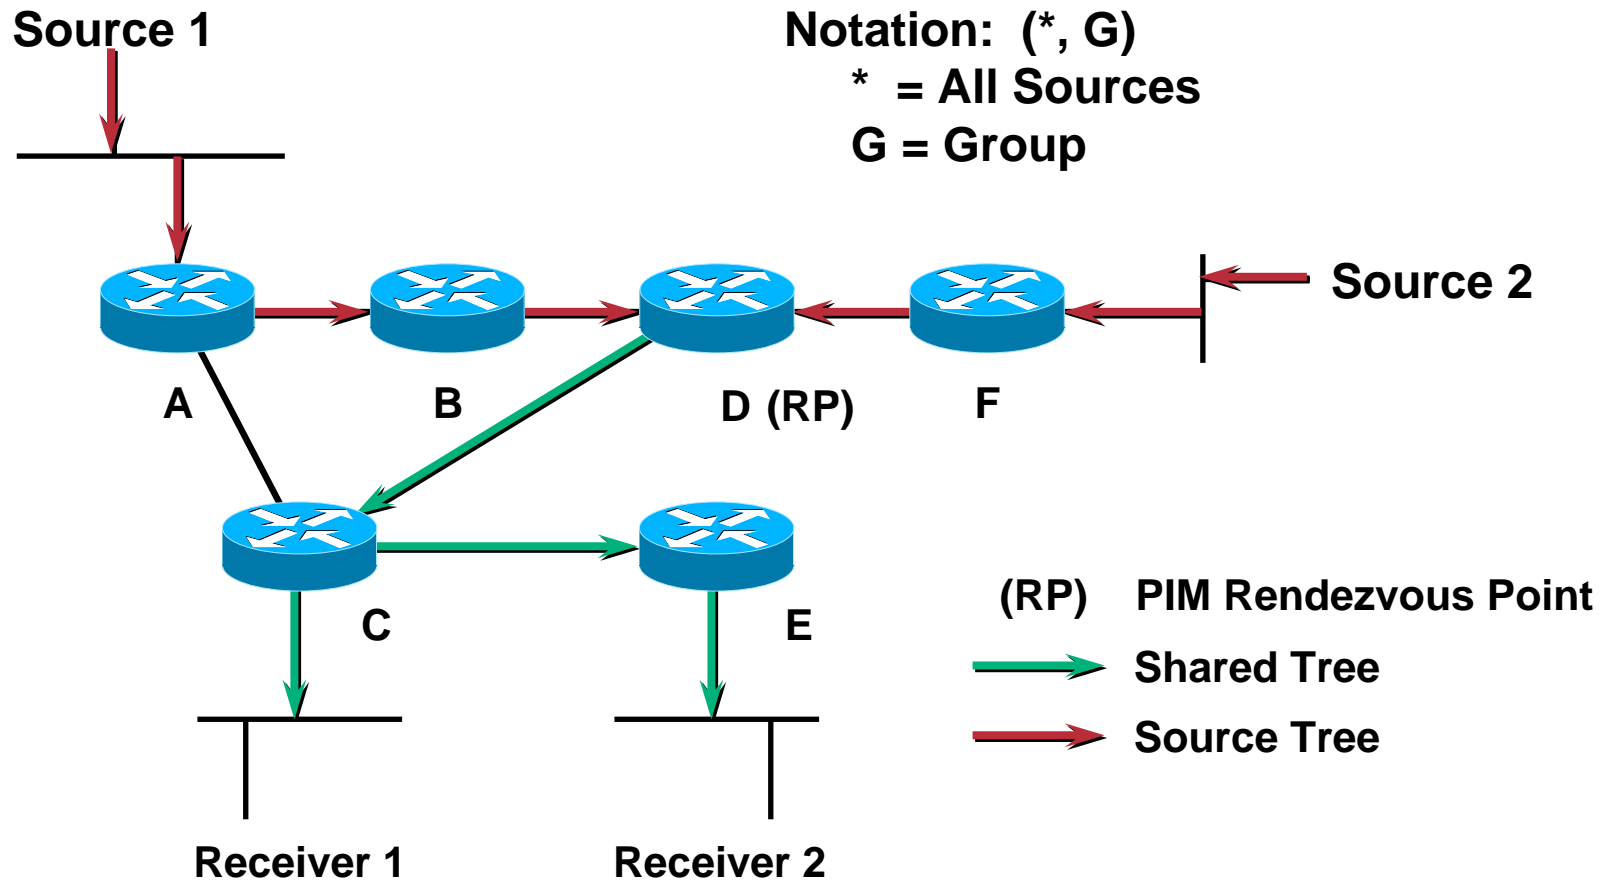 Source 1
Notation: (*, G)
* = All Sources
G = Group
Source 2
A
B
D (RP)
F
C
E
(RP) PIM Rendezvous Point
Shared Tree
Source Tree
Receiver 1
Receiver 2